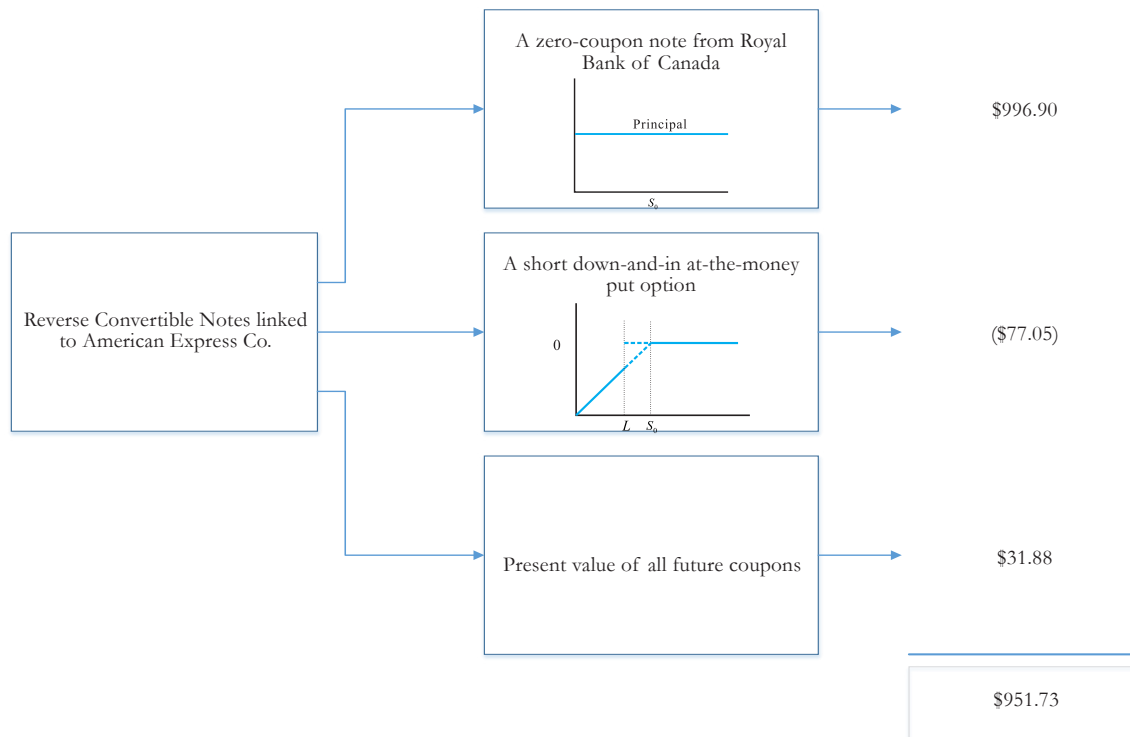 A zero-coupon note from Royal
Bank of Canada
Principal
S₀
$996.90
Reverse Convertible Notes linked
to American Express Co.
A short down-and-in at-the-money
put option
0
L S₀
($77.05)
Present value of all future coupons
$31.88
$951.73